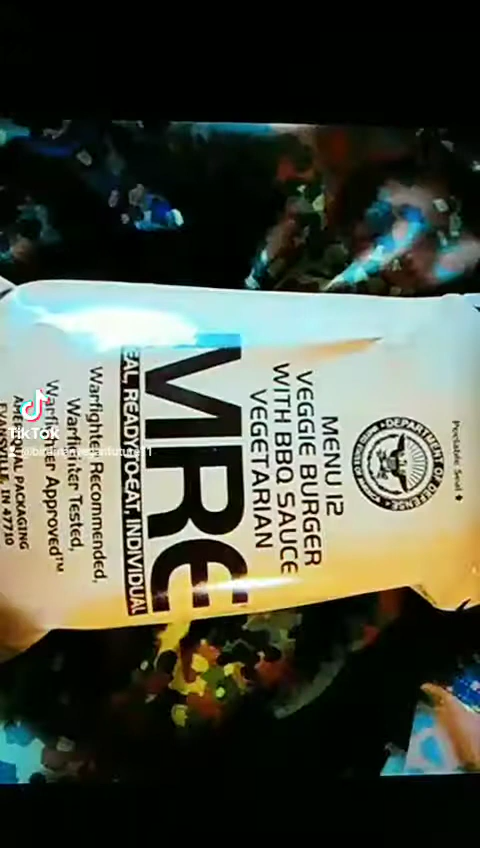 Peelable Seal
DEPARTMENT OF DEFENSE
MENU 12
VEGGIE BURGER
WITH BBQ SAUCE
VEGETARIAN
MRE
MEAL, READY-TO-EAT, INDIVIDUAL
Warfighter Recommended,
Warfighter Tested,
Warfighter Approved™
PACKAGING
IN 47710
TikTok